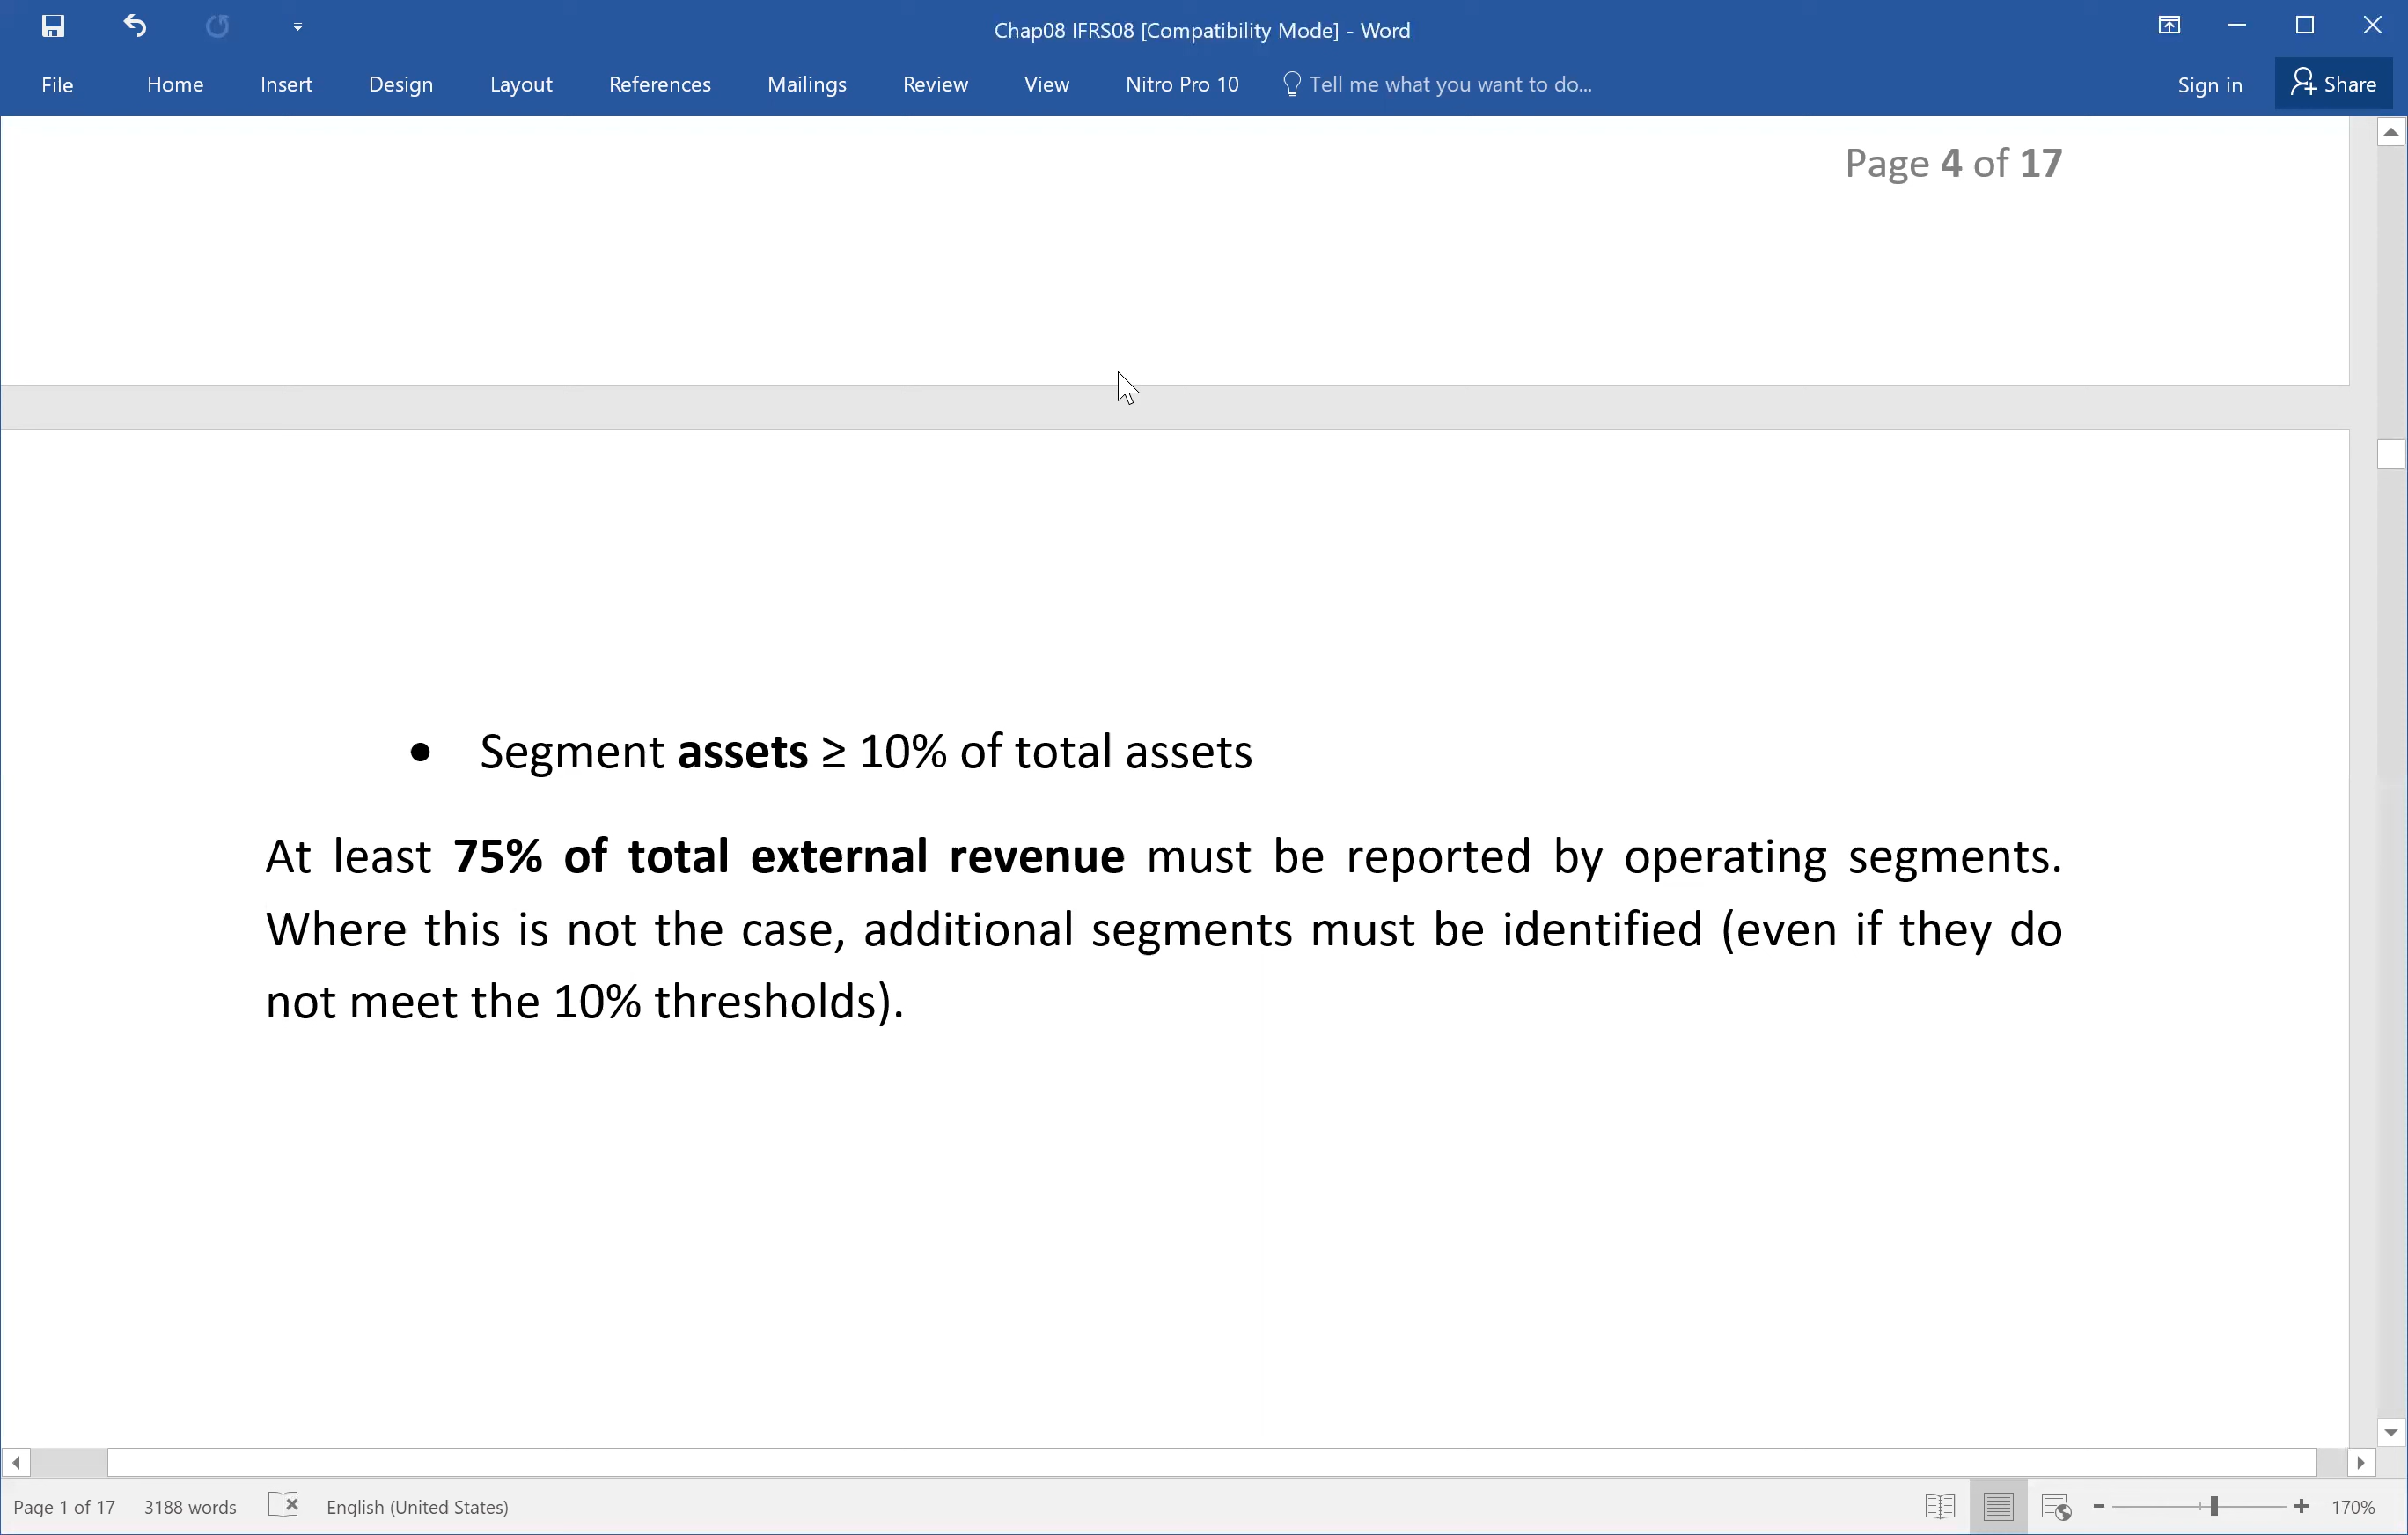 Chap08 IFRS08 [Compatibility Mode] - Word
File Home Insert Design Layout References Mailings Review View Nitro Pro 10 Tell me what you want to do... Sign in Share
Page 4 of 17
• Segment assets ≥ 10% of total assets
At least 75% of total external revenue must be reported by operating segments.
Where this is not the case, additional segments must be identified (even if they do
not meet the 10% thresholds).
Page 1 of 17 3188 words English (United States) 170%